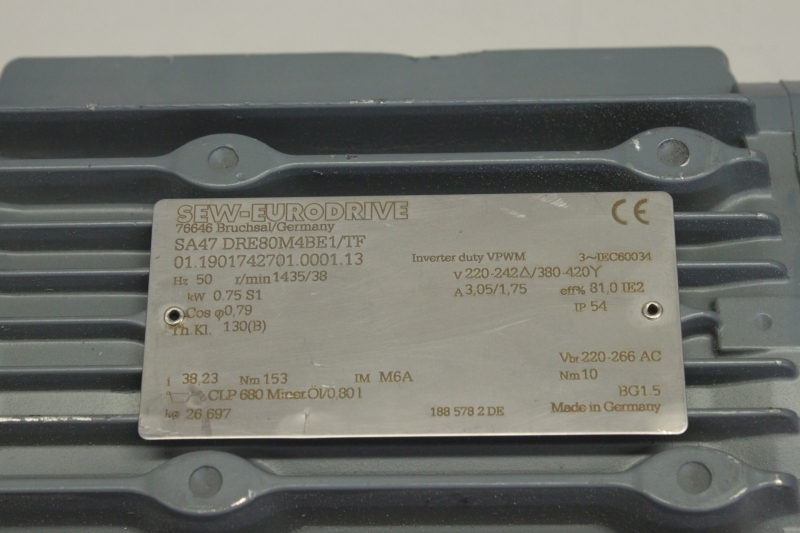 SEW-EURODRIVE
76646 Bruchsal/Germany
CE
SA47 DRE80M4BE1/TF
01.1901742701.0001.13 Inverter duty VPWM 3~IEC60034
Hz 50 r/min 1435/38 V 220-242Δ/380-420Y
kW 0.75 S1 A 3,05/1,75 eff% 81,0 IE2
Cos φ0,79 IP 54
Th. Kl. 130(B)
Vbr 220-266 AC
i 38,23 Nm 153 IM M6A Nm 10
CLP 680 Miner.Öl/0,80 l BG1.5
kg 26 697 188 578 2 DE Made in Germany